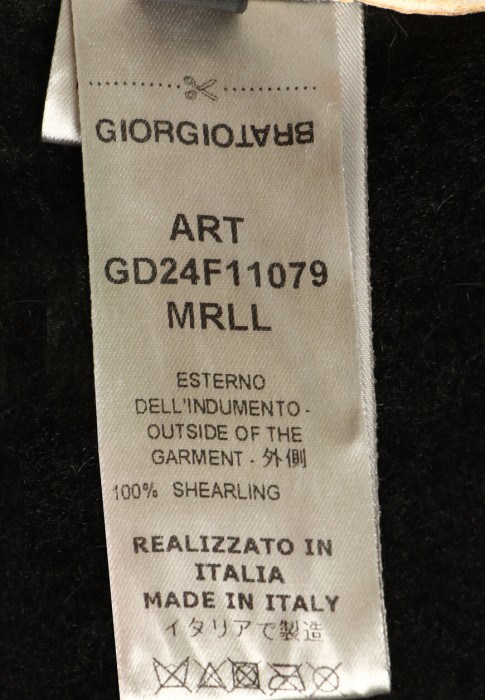 GIORGIOBRATO
ART
GD24F11079
MRLL
ESTERNO
DELL'INDUMENTO -
OUTSIDE OF THE
GARMENT - 外側
100% SHEARLING
REALIZZATO IN
ITALIA
MADE IN ITALY
イタリアで製造